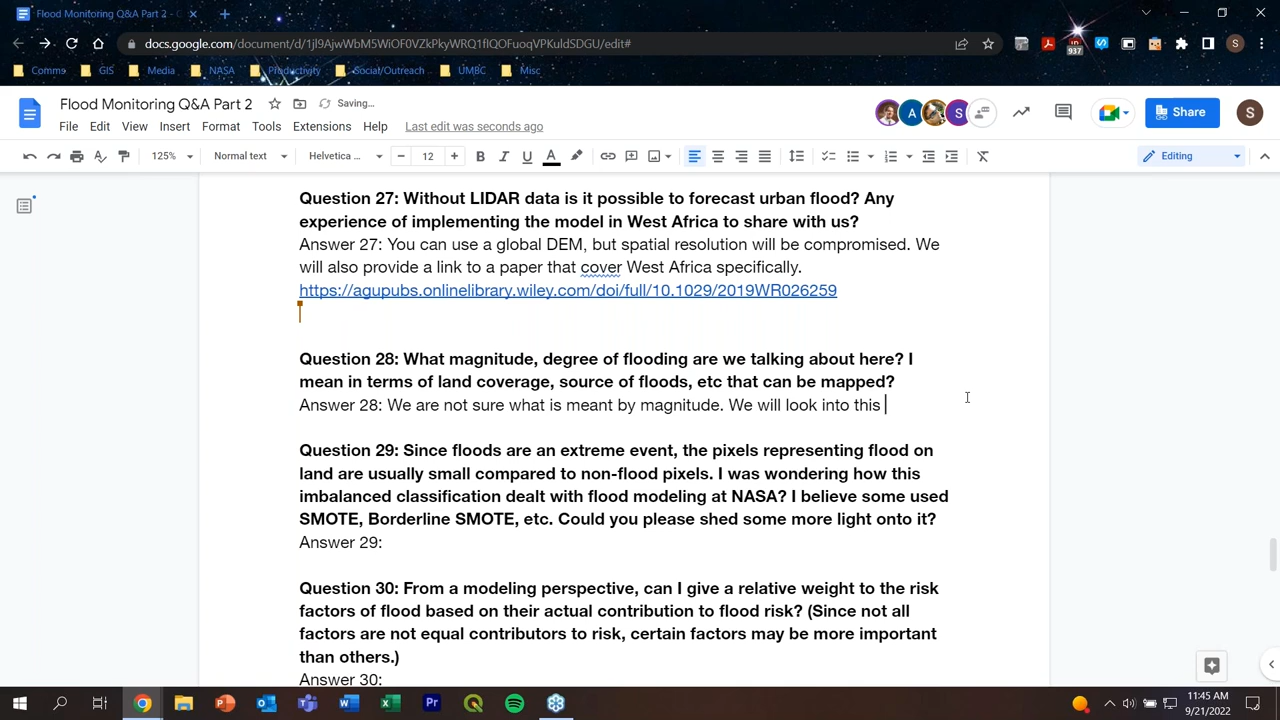 Flood Monitoring Q&A Part 2 - G
docs.google.com/document/d/1jl9AjwWbM5WiOF0VZkPkyWRQ1flQOFuoqVPKuldSDGU/edit#
937
S
Comms
GIS
Media
NASA
Productivity
Social/Outreach
UMBC
Misc
Flood Monitoring Q&A Part 2
Saving...
A
S
Share
S
File Edit View Insert Format Tools Extensions Help
Last edit was seconds ago
125%
Normal text
Helvetica ...
12
B I U A
Editing
Question 27: Without LIDAR data is it possible to forecast urban flood? Any
experience of implementing the model in West Africa to share with us?
Answer 27: You can use a global DEM, but spatial resolution will be compromised. We
will also provide a link to a paper that cover West Africa specifically.
https://agupubs.onlinelibrary.wiley.com/doi/full/10.1029/2019WR026259
Question 28: What magnitude, degree of flooding are we talking about here? I
mean in terms of land coverage, source of floods, etc that can be mapped?
Answer 28: We are not sure what is meant by magnitude. We will look into this
Question 29: Since floods are an extreme event, the pixels representing flood on
land are usually small compared to non-flood pixels. I was wondering how this
imbalanced classification dealt with flood modeling at NASA? I believe some used
SMOTE, Borderline SMOTE, etc. Could you please shed some more light onto it?
Answer 29:
Question 30: From a modeling perspective, can I give a relative weight to the risk
factors of flood based on their actual contribution to flood risk? (Since not all
factors are not equal contributors to risk, certain factors may be more important
than others.)
Answer 30:
11:45 AM
9/21/2022